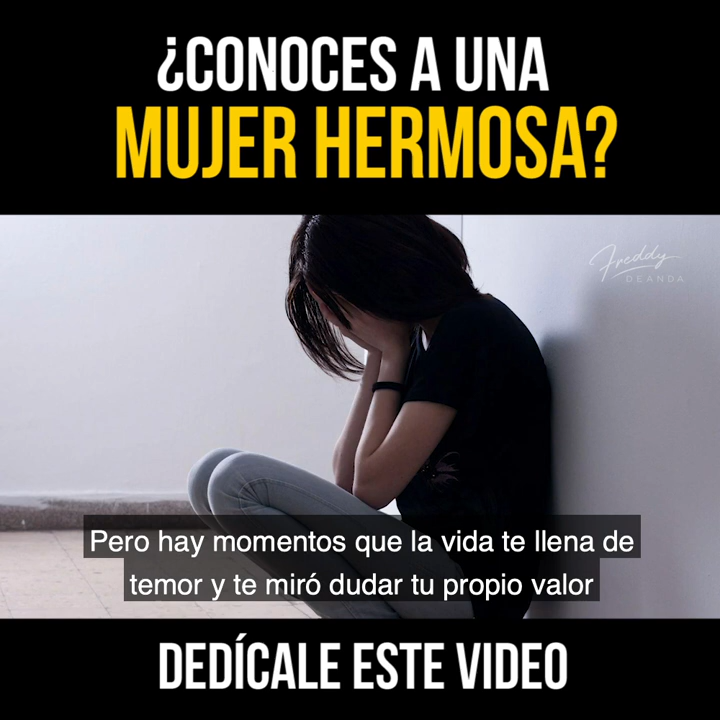 ¿CONOCES A UNA
MUJER HERMOSA?
Freddy
DEANDA
Pero hay momentos que la vida te llena de
temor y te miró dudar tu propio valor
DEDÍCALE ESTE VIDEO